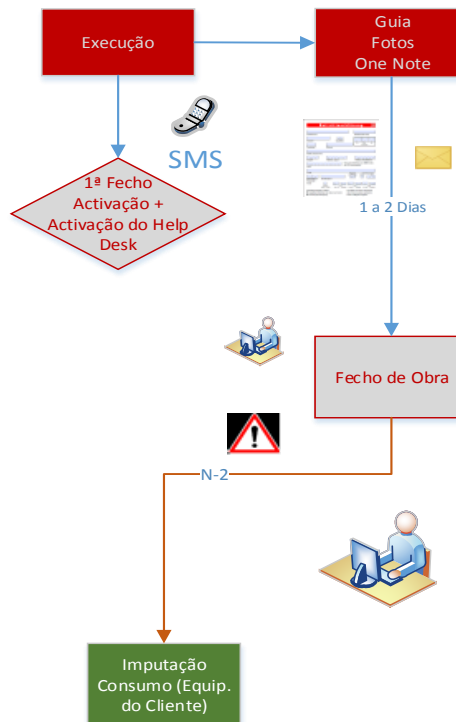 Execução
Guia
Fotos
One Note
SMS
1ª Fecho
Activação +
Activação do Help
Desk
1 a 2 Dias
Fecho de Obra
N-2
Imputação
Consumo (Equip.
do Cliente)